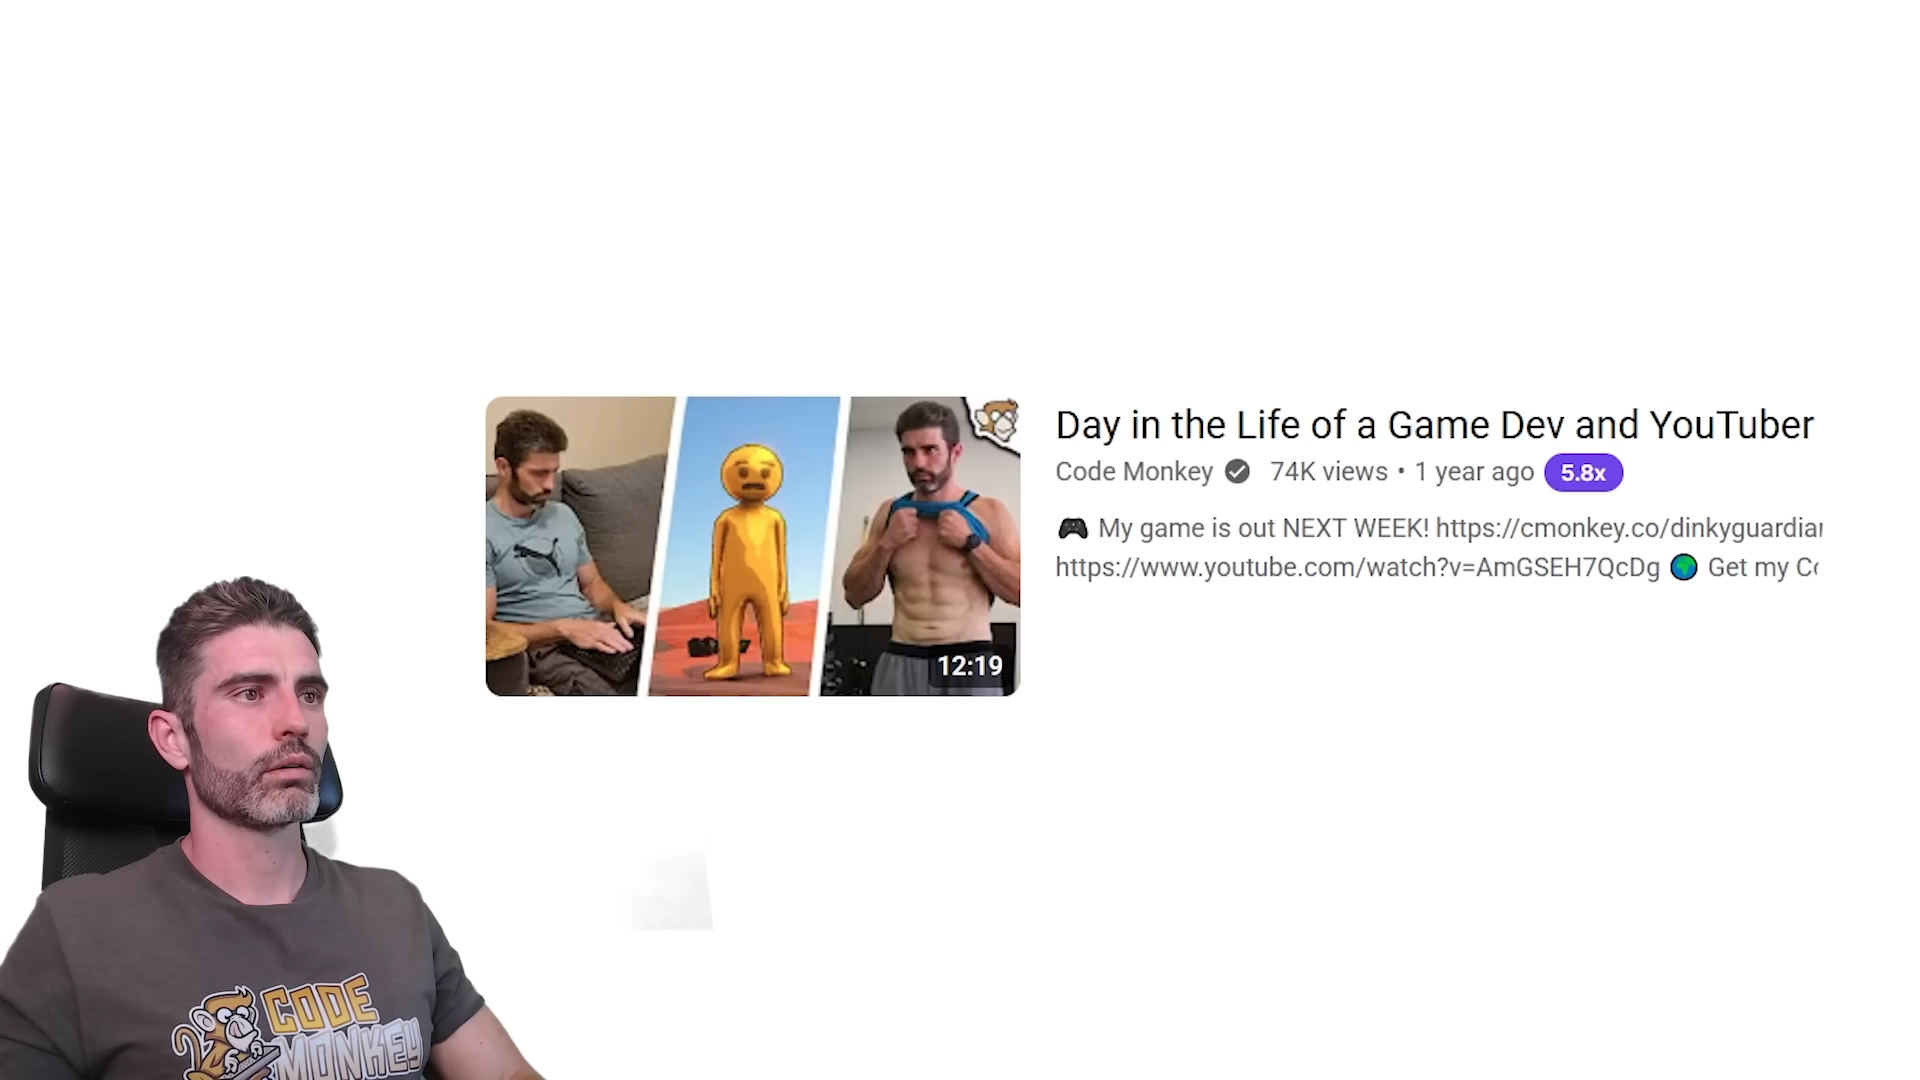 Day in the Life of a Game Dev and YouTuber
Code Monkey 74K views • 1 year ago 5.8x
🎮 My game is out NEXT WEEK! https://cmonkey.co/dinkyguardian
https://www.youtube.com/watch?v=AmGSEH7QcDg 🌍 Get my
12:19
CODE
MONKEY